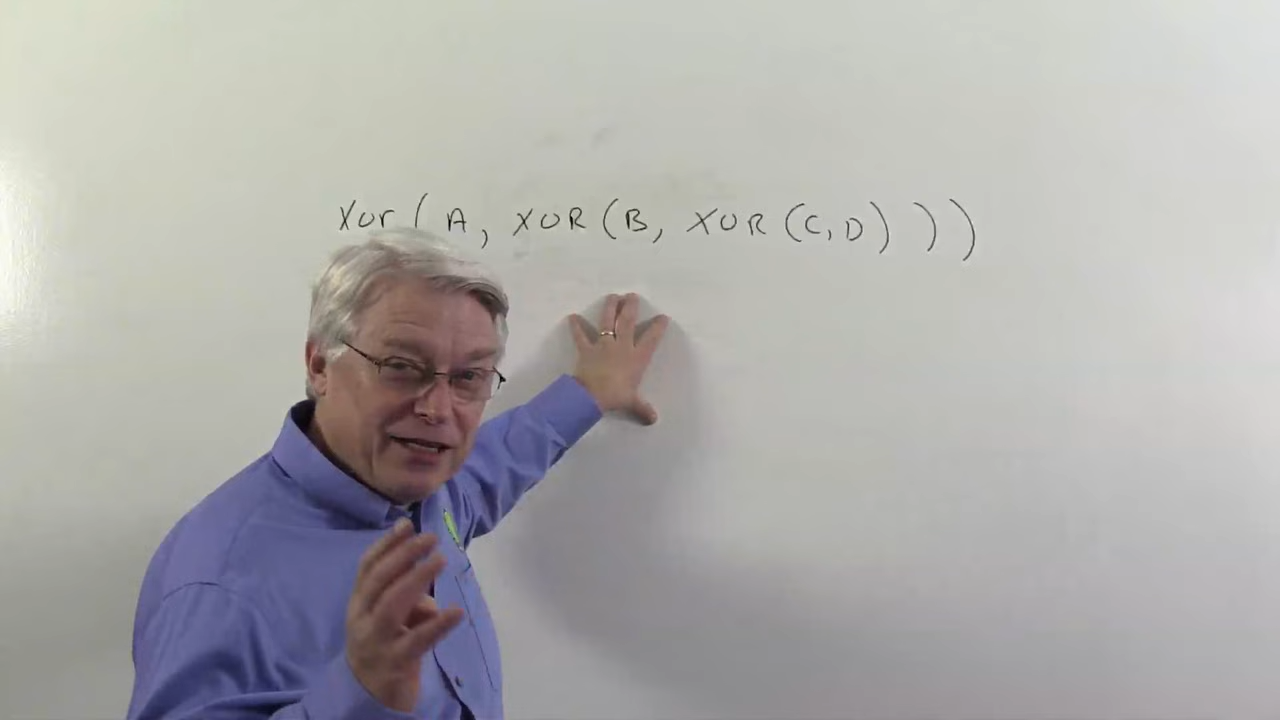 Xor ( A, XOR (B, XOR (C,D) ) )